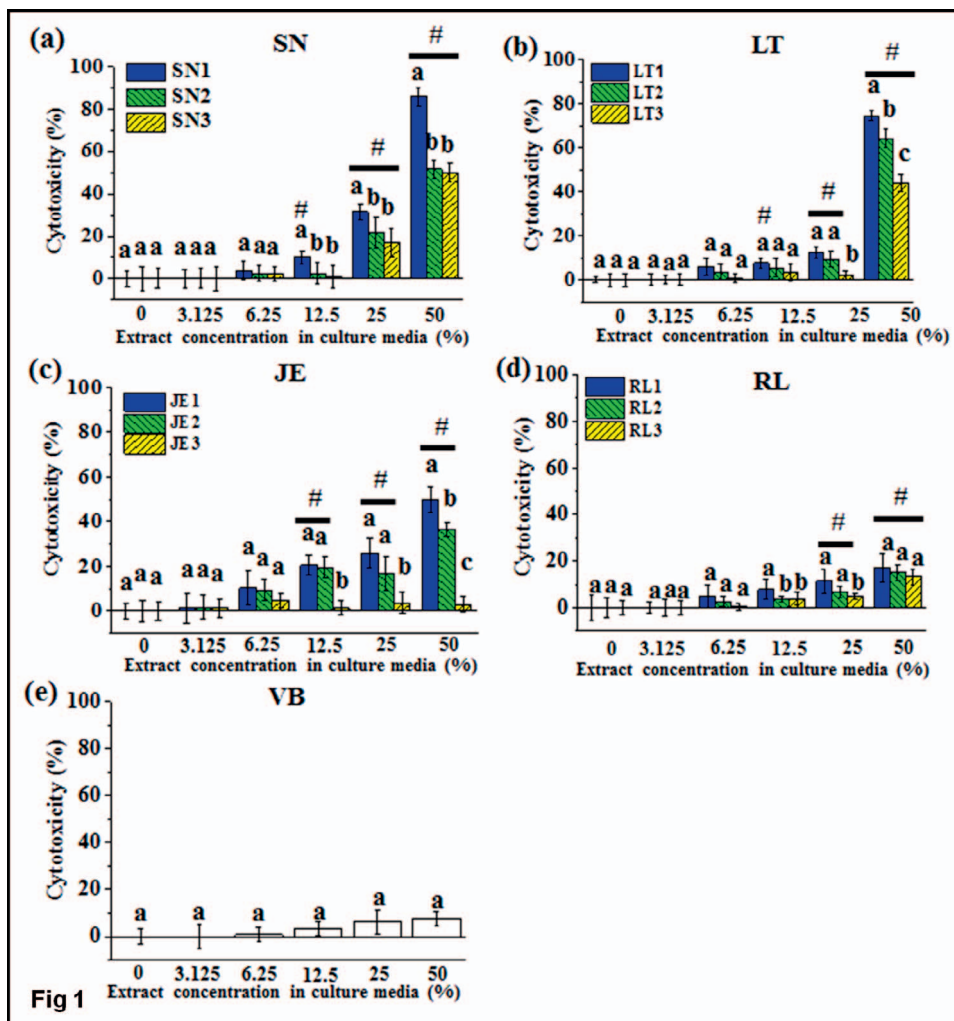 (a)
SN
#
SN1
SN2
SN3
a
b b
#
a
b b
#
a
b b
a a a
a a a
a a a
Cytotoxicity (%)
100
80
60
40
20
0
0 3.125 6.25 12.5 25 50
Extract concentration in culture media (%)
(b)
LT
#
LT1
LT2
LT3
a
b
c
#
a a
b
#
a a a
a a a
a a a
a a a
Cytotoxicity (%)
100
80
60
40
20
0
0 3.125 6.25 12.5 25 50
Extract concentration in culture media (%)
(c)
JE
JE1
JE2
JE3
#
a
b
c
#
a
a
b
#
a a
b
a a a
a a a
a a a
Cytotoxicity (%)
100
80
60
40
20
0
0 3.125 6.25 12.5 25 50
Extract concentration in culture media (%)
(d)
RL
RL1
RL2
RL3
#
a a a
#
a
a
b
a
b b
a a a
a a a
a a a
Cytotoxicity (%)
100
80
60
40
20
0
0 3.125 6.25 12.5 25 50
Extract concentration in culture media (%)
(e)
VB
Cytotoxicity (%)
100
80
60
40
20
0
a a a a a a
0 3.125 6.25 12.5 25 50
Extract concentration in culture media (%)
Fig 1